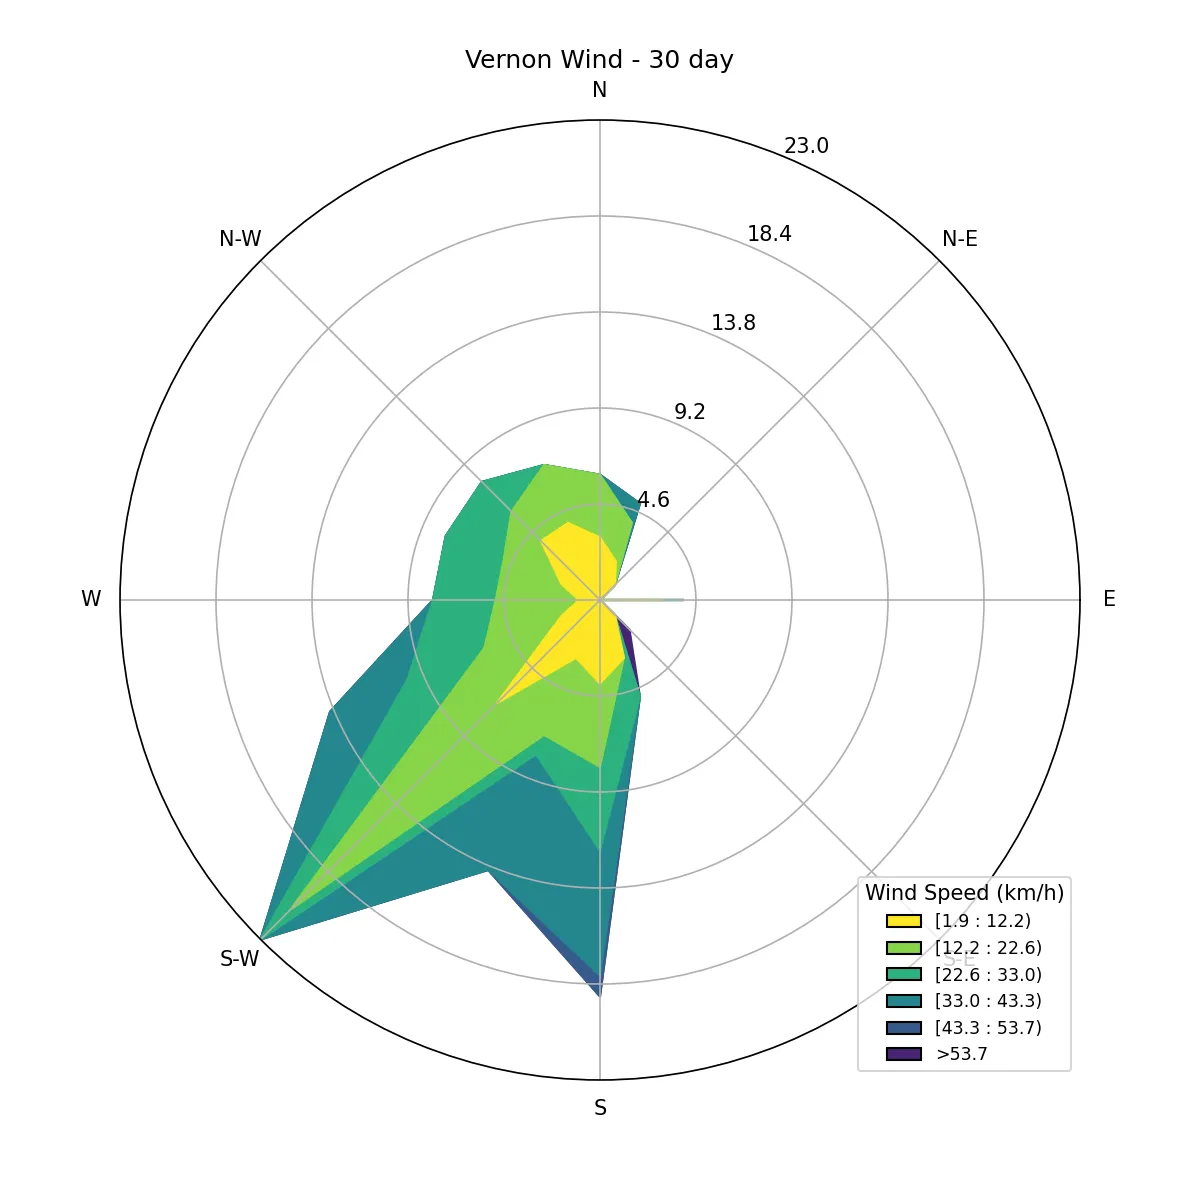 Vernon Wind - 30 day
N
23.0
N-W
18.4
N-E
13.8
9.2
4.6
W
E
S-W
S-E
Wind Speed (km/h)
[1.9 : 12.2)
[12.2 : 22.6)
[22.6 : 33.0)
[33.0 : 43.3)
[43.3 : 53.7)
>53.7
S